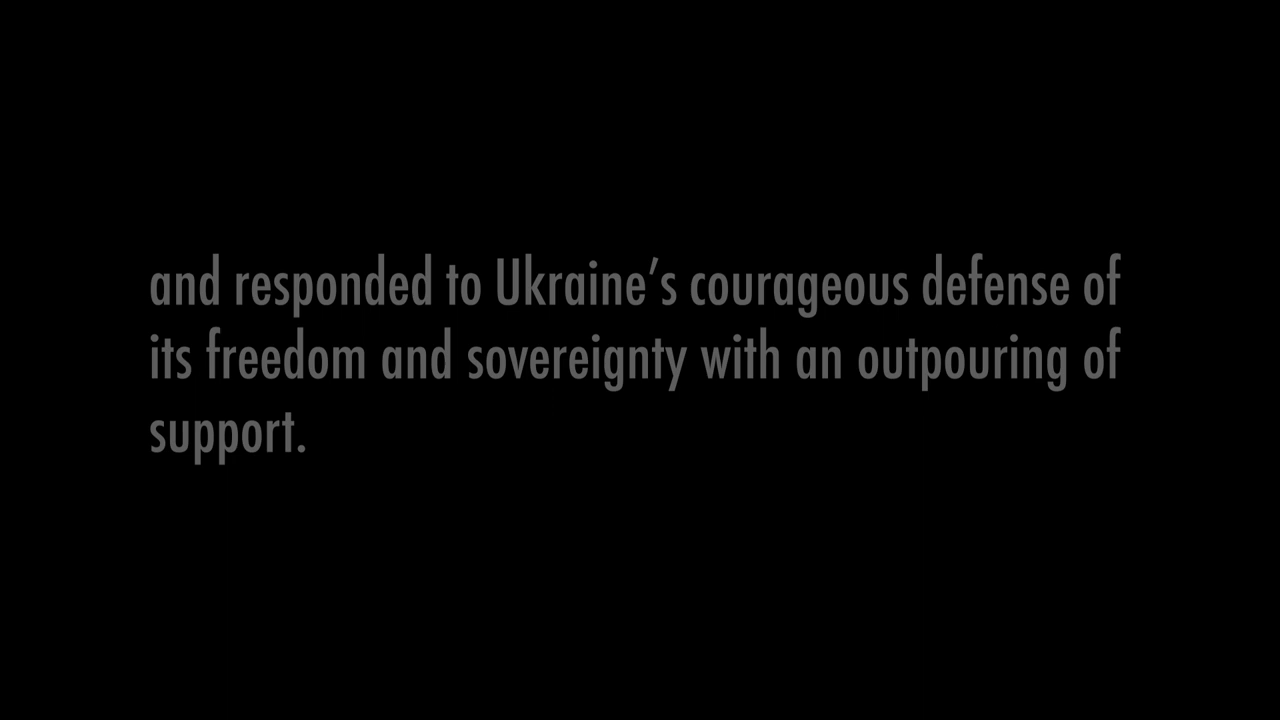 and responded to Ukraine’s courageous defense of
its freedom and sovereignty with an outpouring of
support.